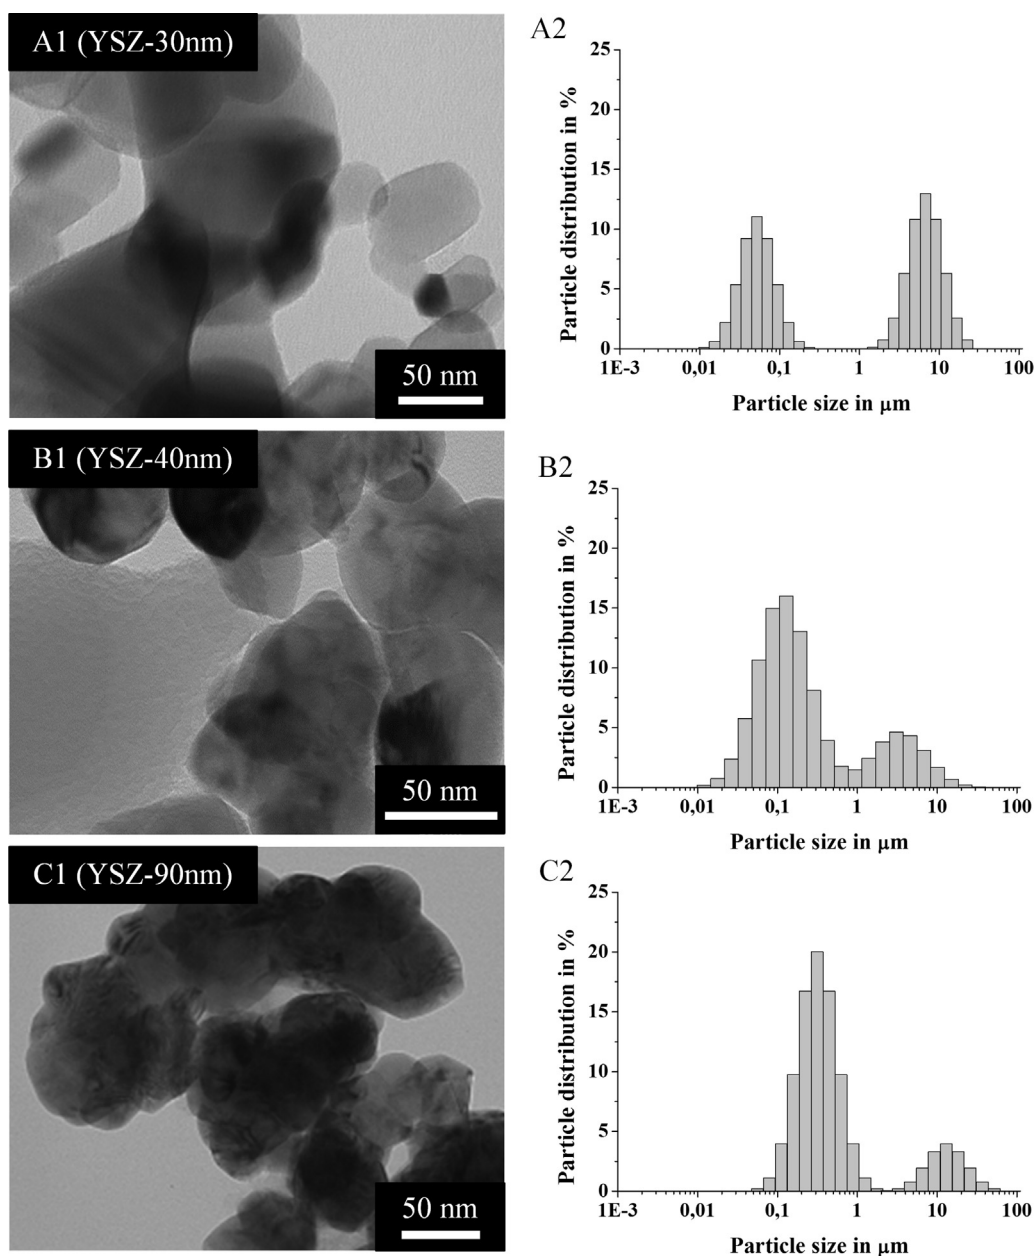 A1 (YSZ-30nm)
50 nm
A2
25
20
15
10
5
0
1E-3 0,01 0,1 1 10 100
Particle distribution in %
Particle size in µm
B1 (YSZ-40nm)
50 nm
B2
25
20
15
10
5
0
1E-3 0,01 0,1 1 10 100
Particle distribution in %
Particle size in µm
C1 (YSZ-90nm)
50 nm
C2
25
20
15
10
5
0
1E-3 0,01 0,1 1 10 100
Particle distribution in %
Particle size in µm